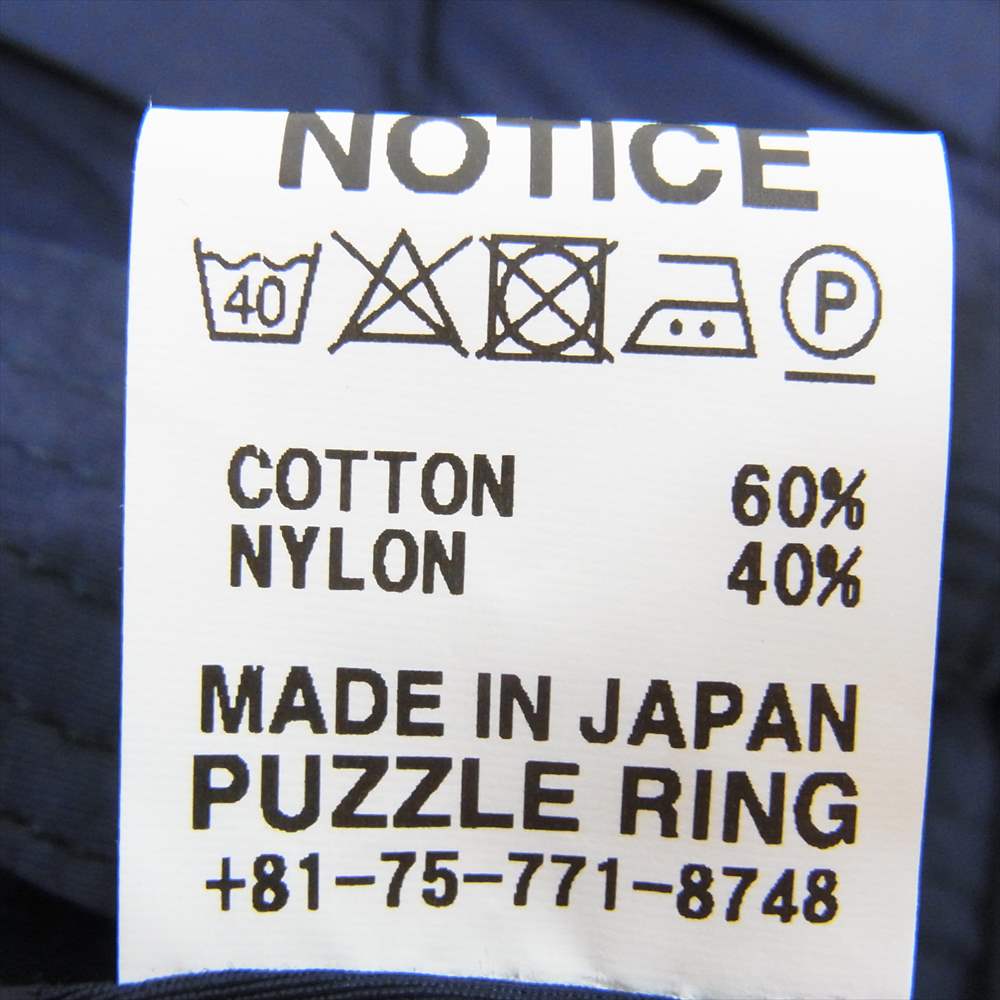 NOTICE
40 P
COTTON 60%
NYLON 40%
MADE IN JAPAN
PUZZLE RING
+81-75-771-8748